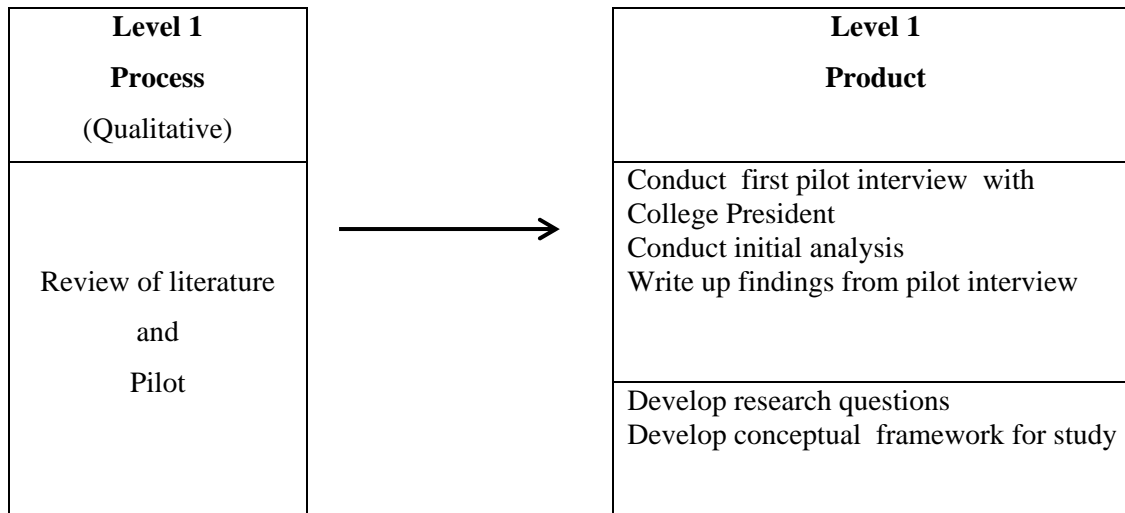 Level 1
Process
(Qualitative)
Review of literature
and
Pilot
Level 1
Product
Conduct first pilot interview with
College President
Conduct initial analysis
Write up findings from pilot interview
Develop research questions
Develop conceptual framework for study